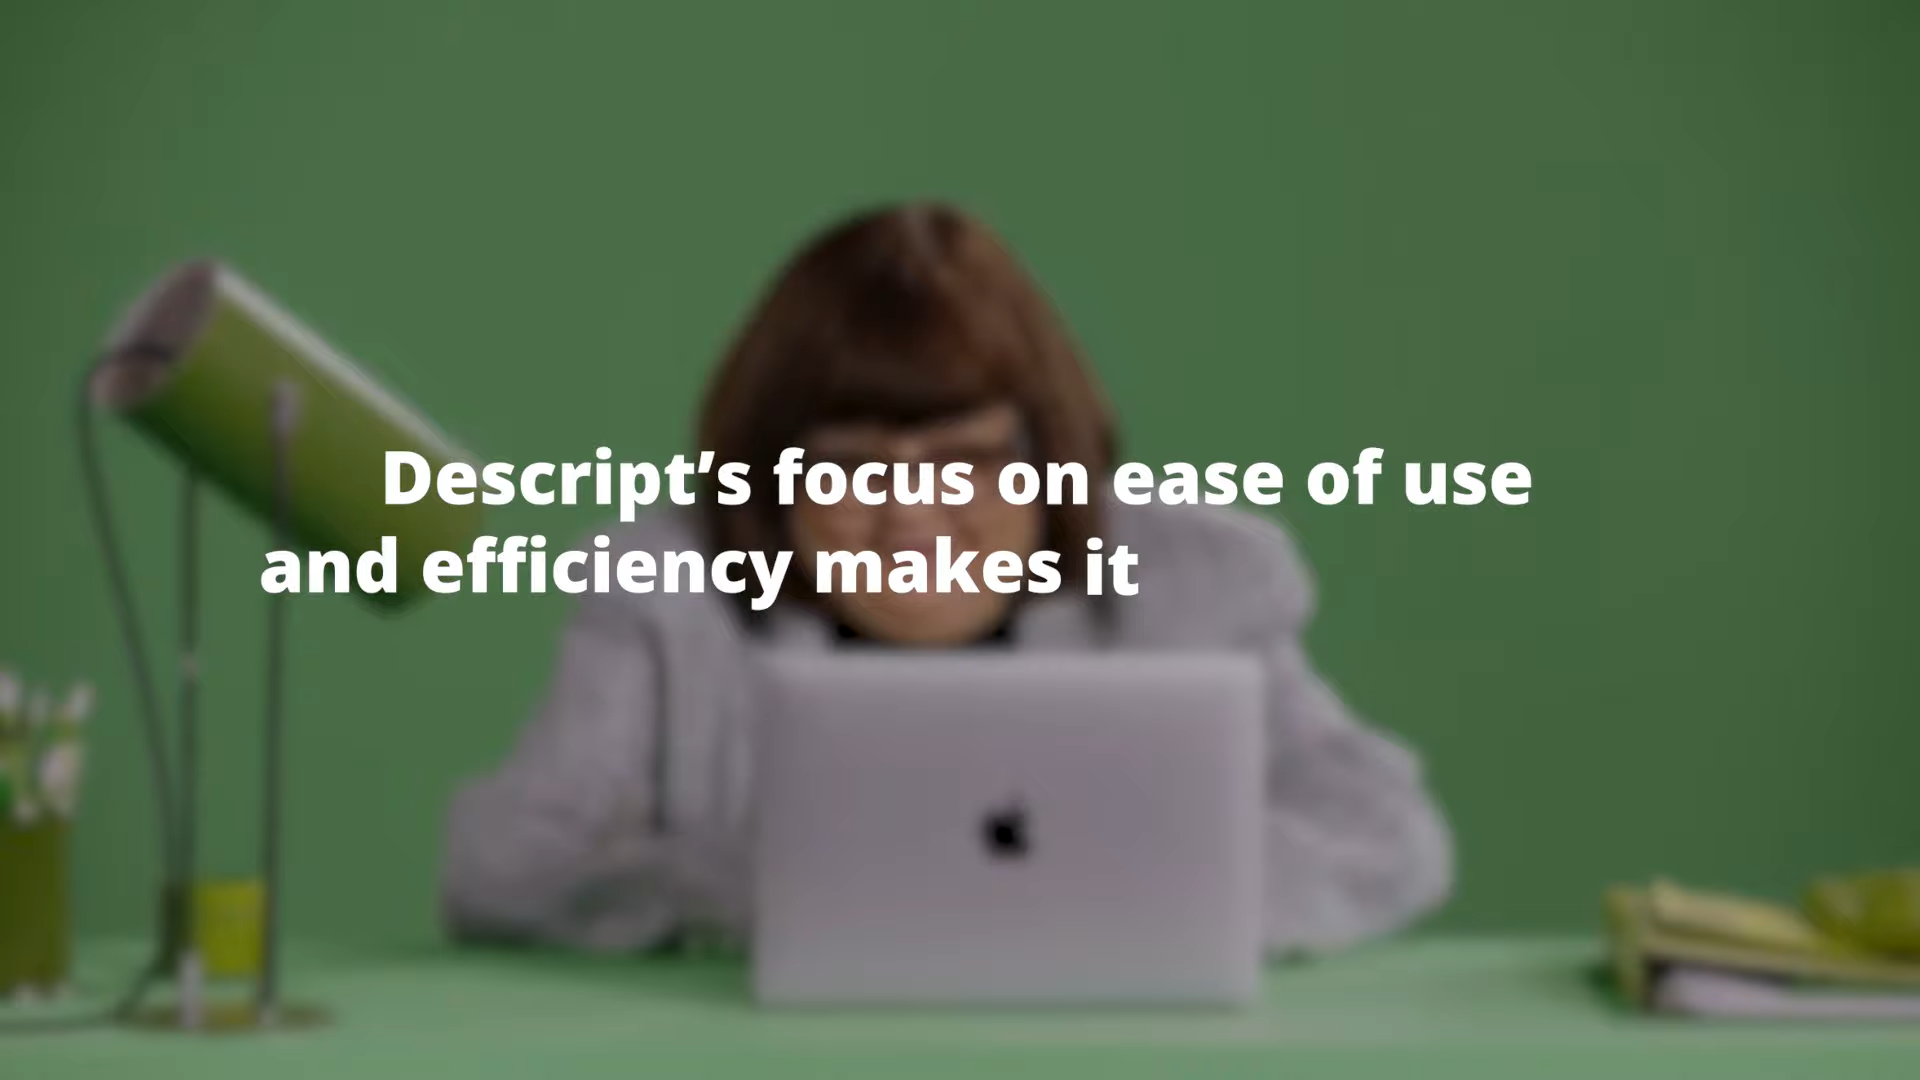 Descript’s focus on ease of use
and efficiency makes it